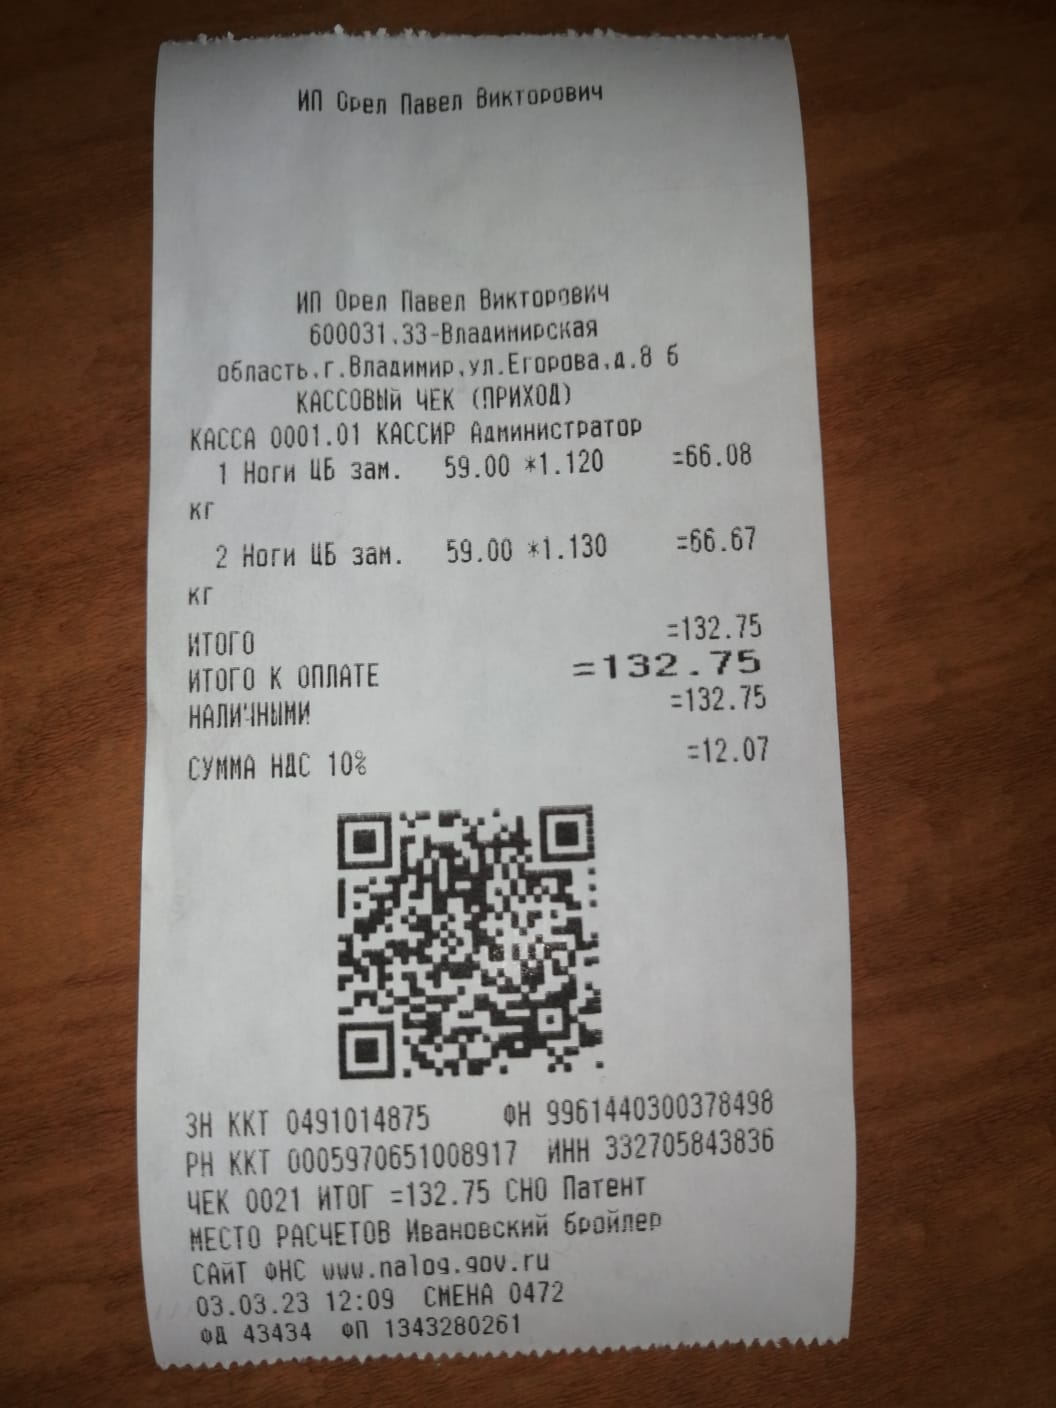 ИП Орел Павел Викторович
ИП Орел Павел Викторович
600031,33-Владимирская
область,г.Владимир,ул.Егорова,д.8 б
КАССОВЫЙ ЧЕК (ПРИХОД)
КАССА 0001.01 КАССИР Администратор
1 Ноги ЦБ зам. 59.00 *1.120 =66.08
кг
2 Ноги ЦБ зам. 59.00 *1.130 =66.67
кг
ИТОГО =132.75
ИТОГО К ОПЛАТЕ =132.75
НАЛИЧНЫМИ =132.75
СУММА НДС 10% =12.07
ЗН ККТ 0491014875 ФН 9961440300378498
РН ККТ 0005970651008917 ИНН 332705843836
ЧЕК 0021 ИТОГ =132.75 СНО Патент
МЕСТО РАСЧЕТОВ Ивановский бройлер
САЙТ ФНС www.nalog.gov.ru
03.03.23 12:09 СМЕНА 0472
ФД 43434 ФП 1343280261